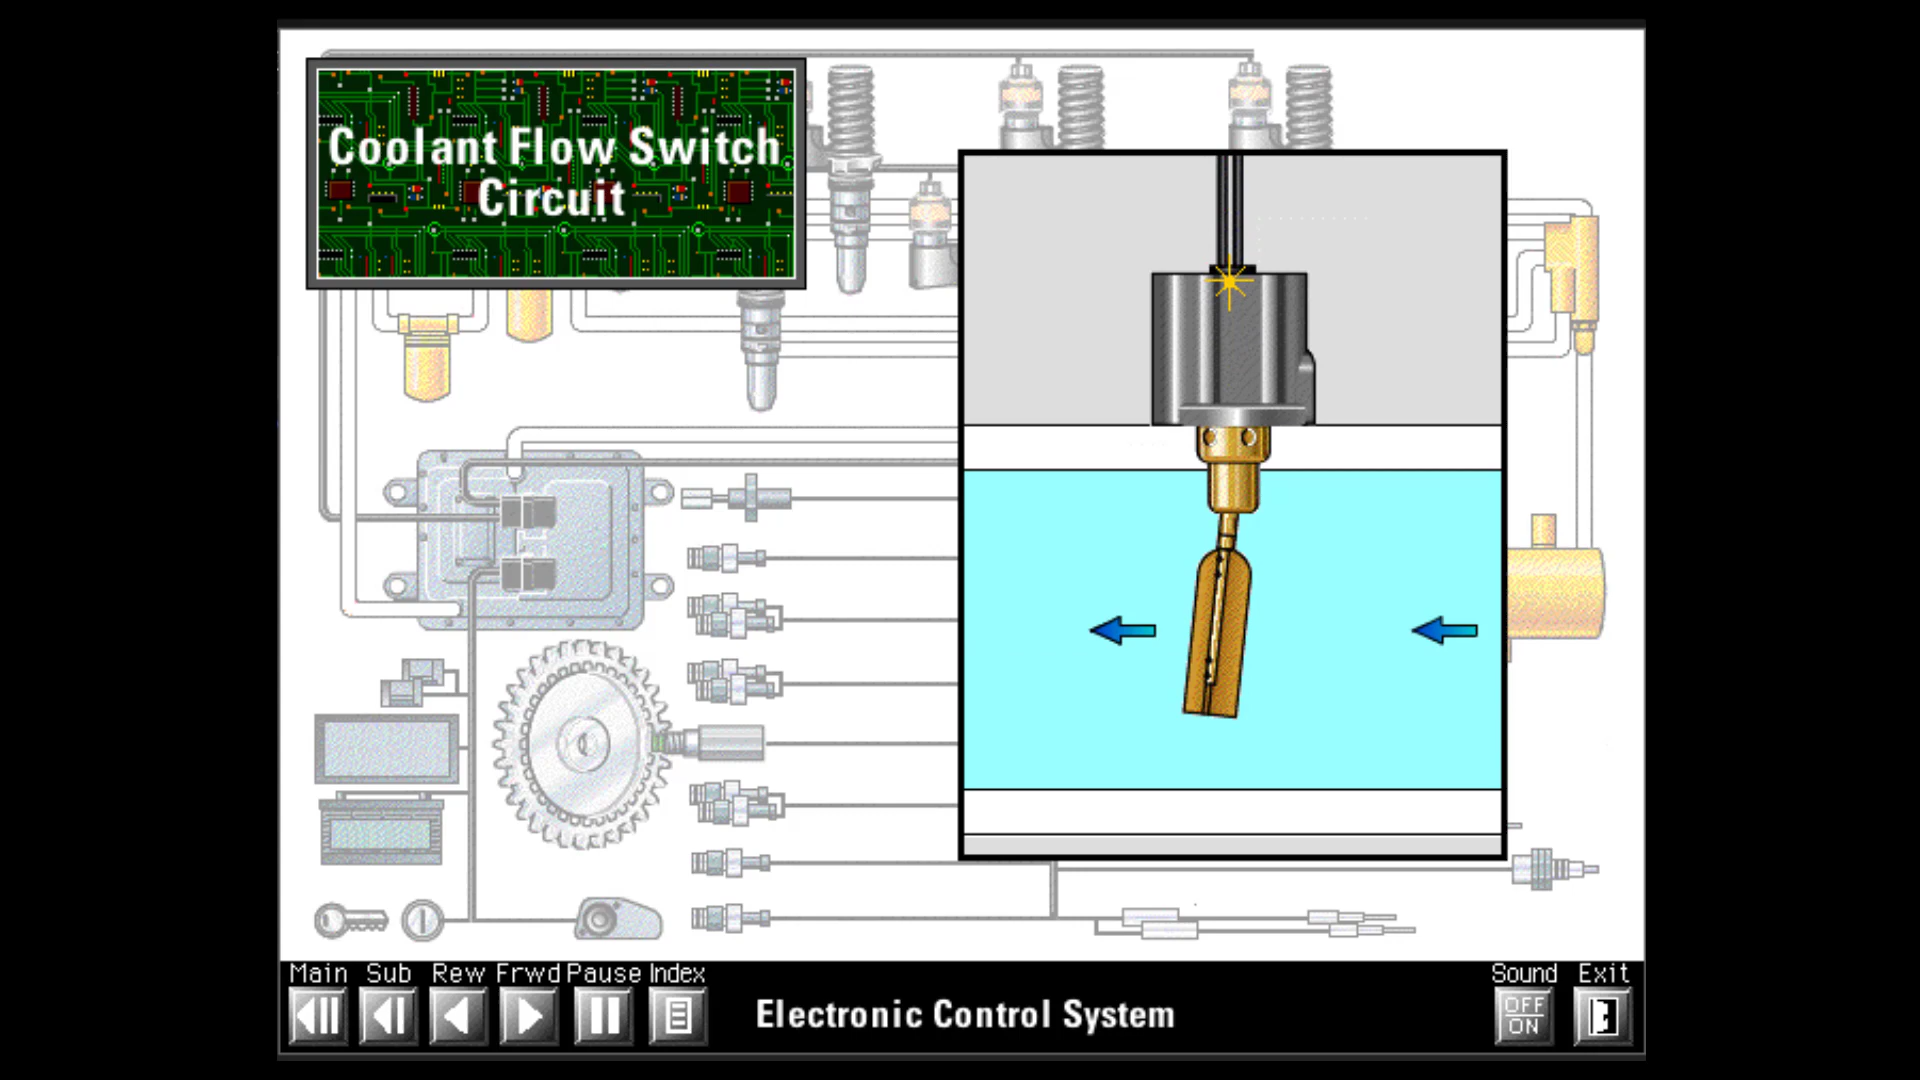 Coolant Flow Switch
Circuit
Main Sub Rew Frwd Pause Index
Sound Exit
Electronic Control System
OFF
ON